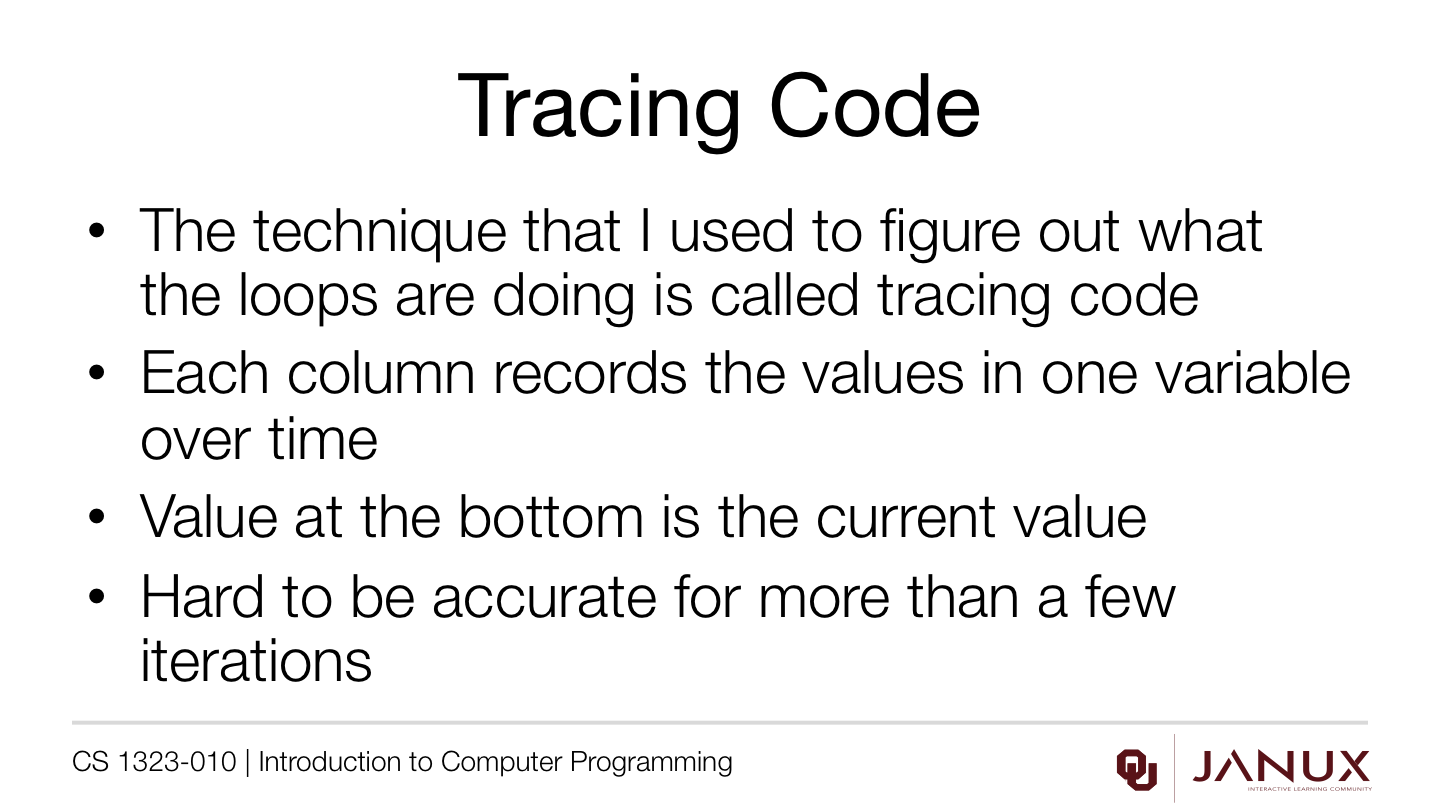 Tracing Code
• The technique that I used to figure out what
the loops are doing is called tracing code
• Each column records the values in one variable
over time
• Value at the bottom is the current value
• Hard to be accurate for more than a few
iterations
CS 1323-010 | Introduction to Computer Programming
OU
JANUX
INTERACTIVE LEARNING COMMUNITY